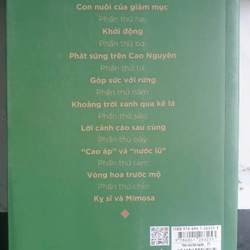 Con nuôi của giám mục
Phần thứ hai
Khởi động
Phần thứ ba
Phát súng trên Cao Nguyên
Phần thứ tư
Góp sức với rừng
Phần thứ năm
Khoảng trời xanh qua kẽ lá
Phần thứ sáu
Lời cảnh cáo sau cùng
Phần thứ bảy
“Cao áp” và “nước lũ”
Phần thứ tám
Vòng hoa trước mộ
Phần thứ chín
Kỵ sĩ và Mimosa